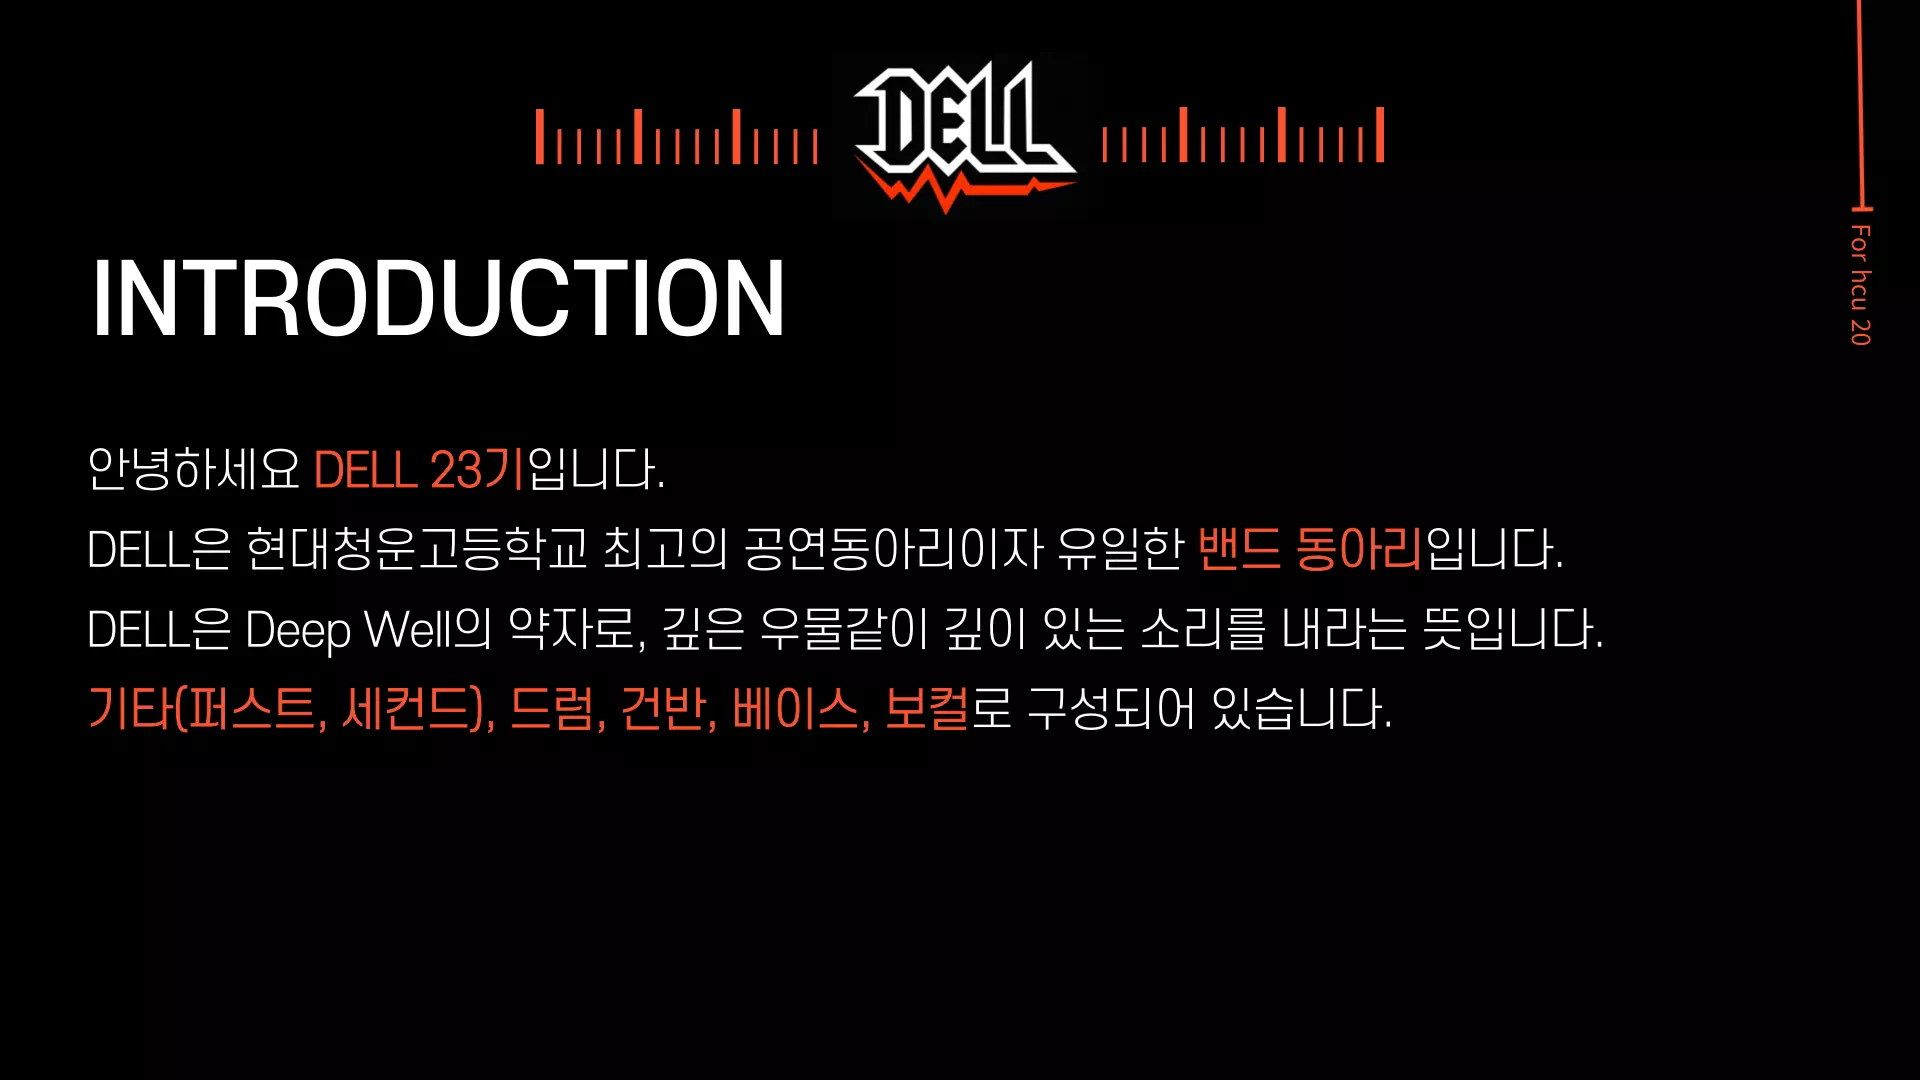 DELL
For hcu 20
INTRODUCTION
안녕하세요 DELL 23기입니다.
DELL은 현대청운고등학교 최고의 공연동아리이자 유일한 밴드 동아리입니다.
DELL은 Deep Well의 약자로, 깊은 우물같이 깊이 있는 소리를 내라는 뜻입니다.
기타(퍼스트, 세컨드), 드럼, 건반, 베이스, 보컬로 구성되어 있습니다.